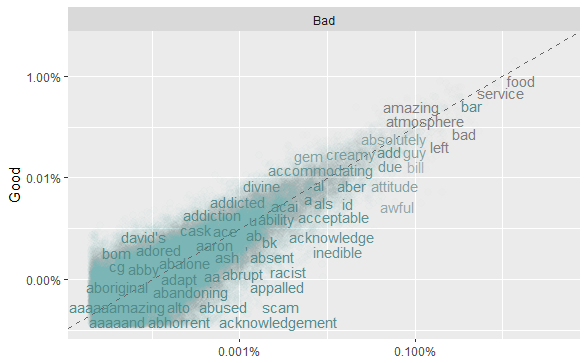 Bad
Good
1.00%
0.01%
0.00%
food
service
amazing
bar
atmosphere
bad
absolutely
left
gem creamy add guy
accommodating due bill
divine al aber attitude
addicted acai a als id awful
addiction u ability acceptable
cask ace ab acknowledge
david's aaron bk
bom adored ash absent inedible
cg abby abalone
adapt aa abrupt racist
aboriginal abandoning appalled
aaaaaamazing alto abused scam
aaaaand abhorrent acknowledgement
0.001% 0.100%